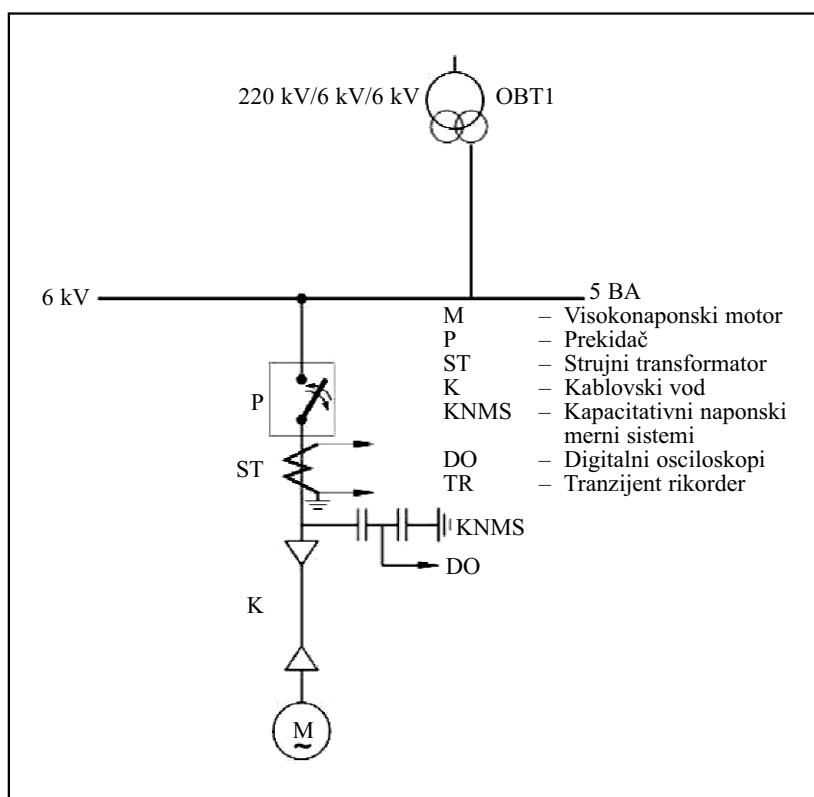 220 kV/6 kV/6 kV OBT1
6 kV 5 BA
M – Visokonaponski motor
P – Prekidač
ST – Strujni transformator
K – Kablovski vod
KNMS – Kapacitativni naponski
merni sistemi
DO – Digitalni osciloskopi
TR – Tranzijent rikorder
P
ST
KNMS
DO
K
M
~